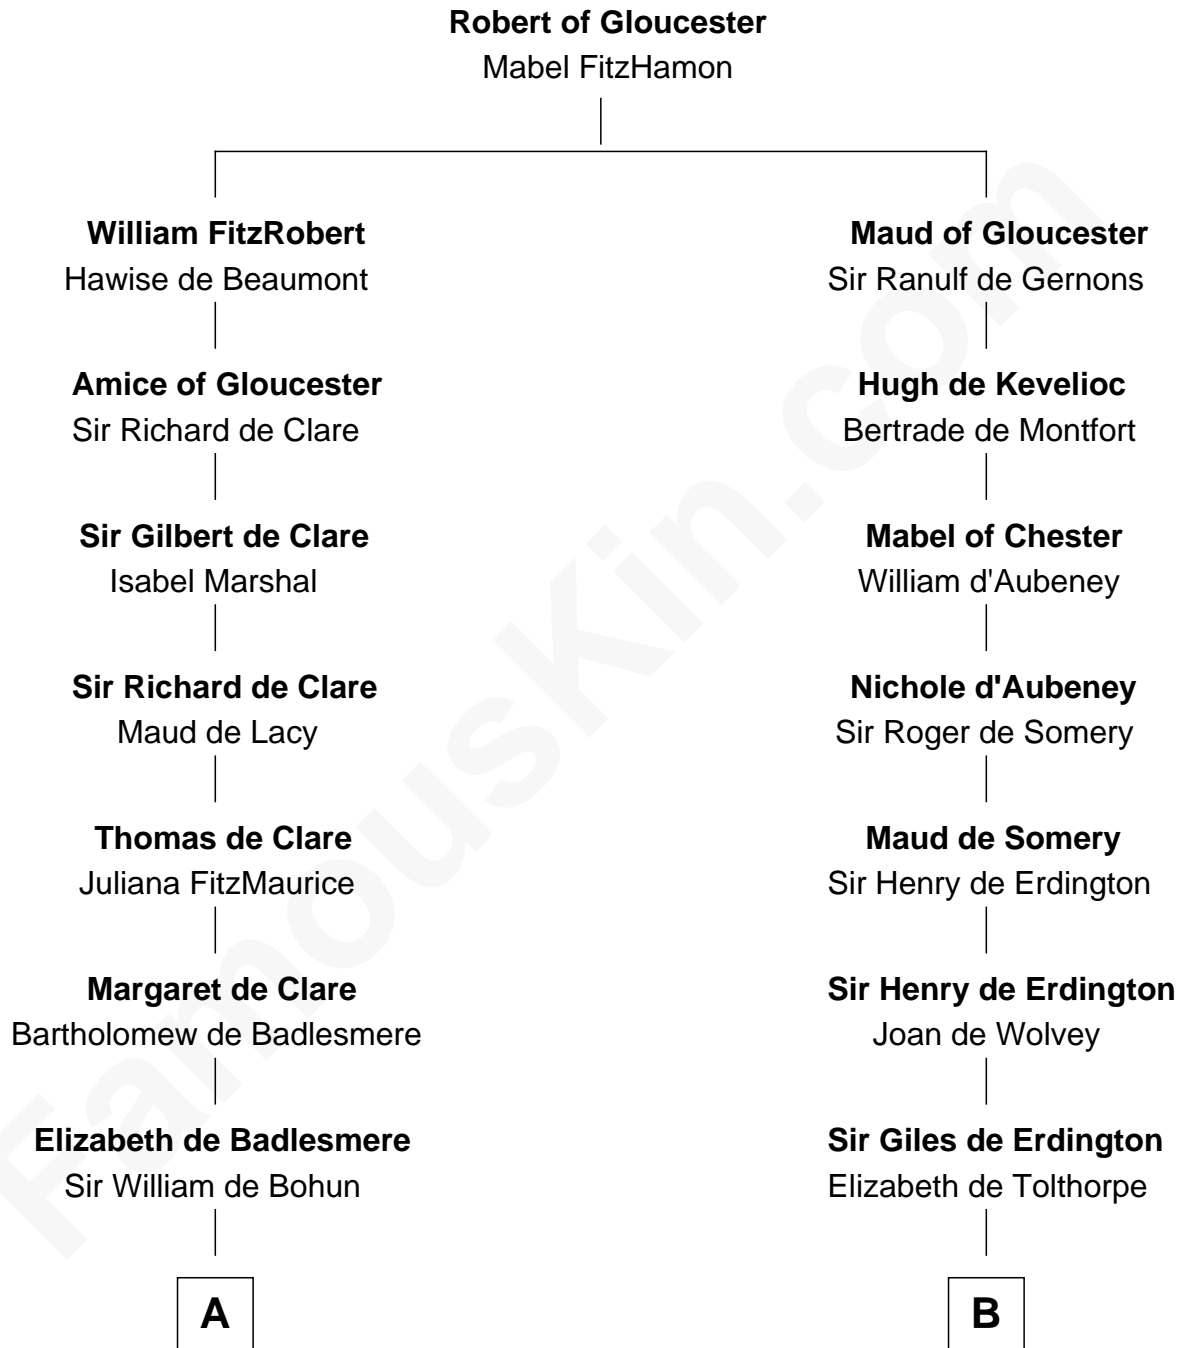 Robert of Gloucester
Mabel FitzHamon
William FitzRobert
Hawise de Beaumont
Maud of Gloucester
Sir Ranulf de Gernons
Amice of Gloucester
Sir Richard de Clare
Hugh de Kevelioc
Bertrade de Montfort
Sir Gilbert de Clare
Isabel Marshal
Mabel of Chester
William d'Aubeney
Sir Richard de Clare
Maud de Lacy
Nichole d'Aubeney
Sir Roger de Somery
Thomas de Clare
Juliana FitzMaurice
Maud de Somery
Sir Henry de Erdington
Margaret de Clare
Bartholomew de Badlesmere
Sir Henry de Erdington
Joan de Wolvey
Elizabeth de Badlesmere
Sir William de Bohun
Sir Giles de Erdington
Elizabeth de Tolthorpe
A
B
FamousKin.com